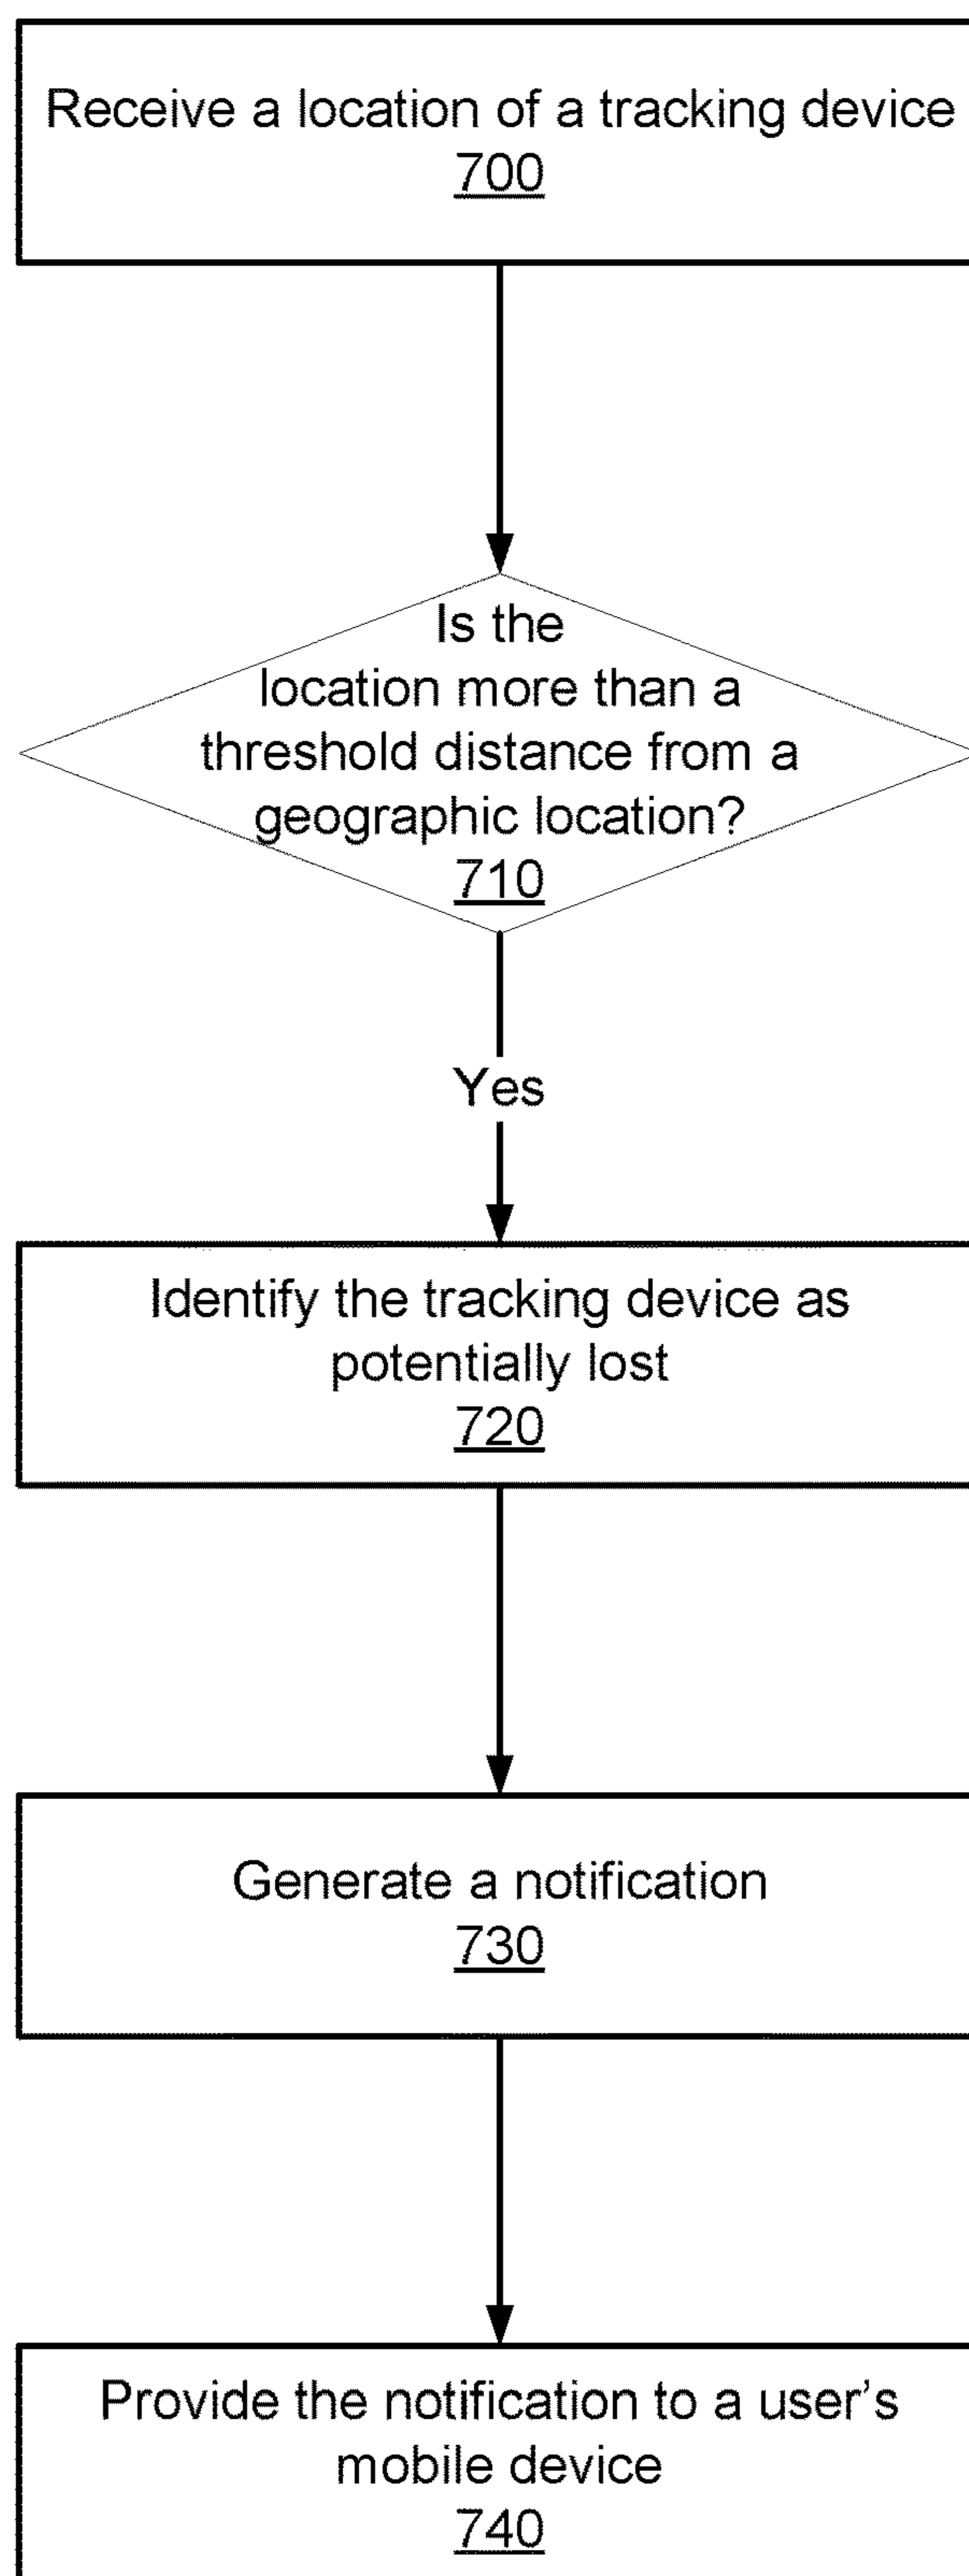 Receive a location of a tracking device
700
Is the
location more than a
threshold distance from a
geographic location?
710
Yes
Identify the tracking device as
potentially lost
720
Generate a notification
730
Provide the notification to a user's
mobile device
740